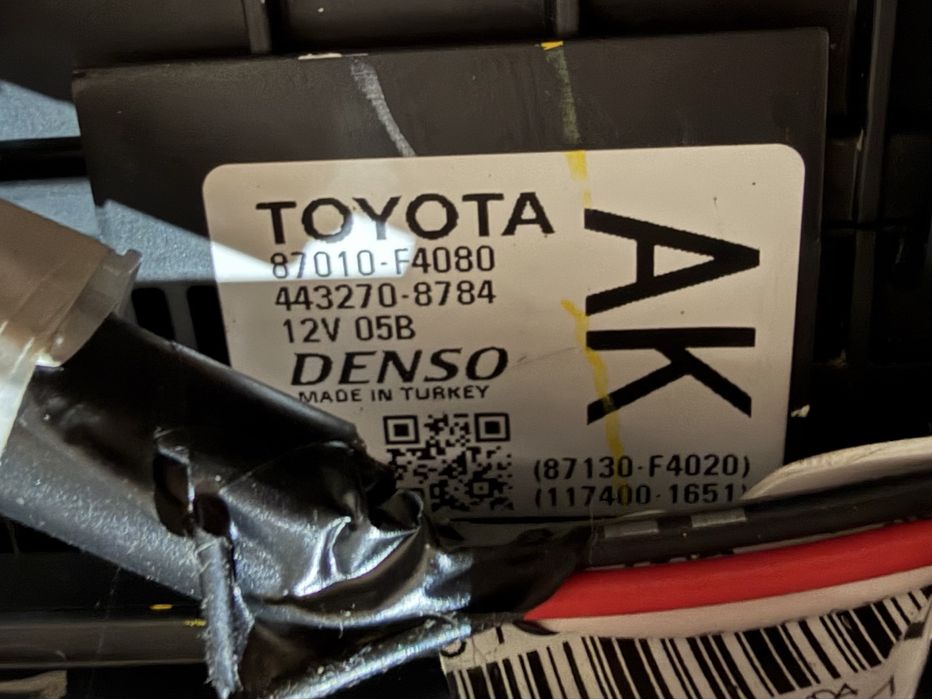 TOYOTA
87010-F4080
443270-8784
12V 05B
DENSO
MADE IN TURKEY
AK
(87130-F4020)
(117400-1651)